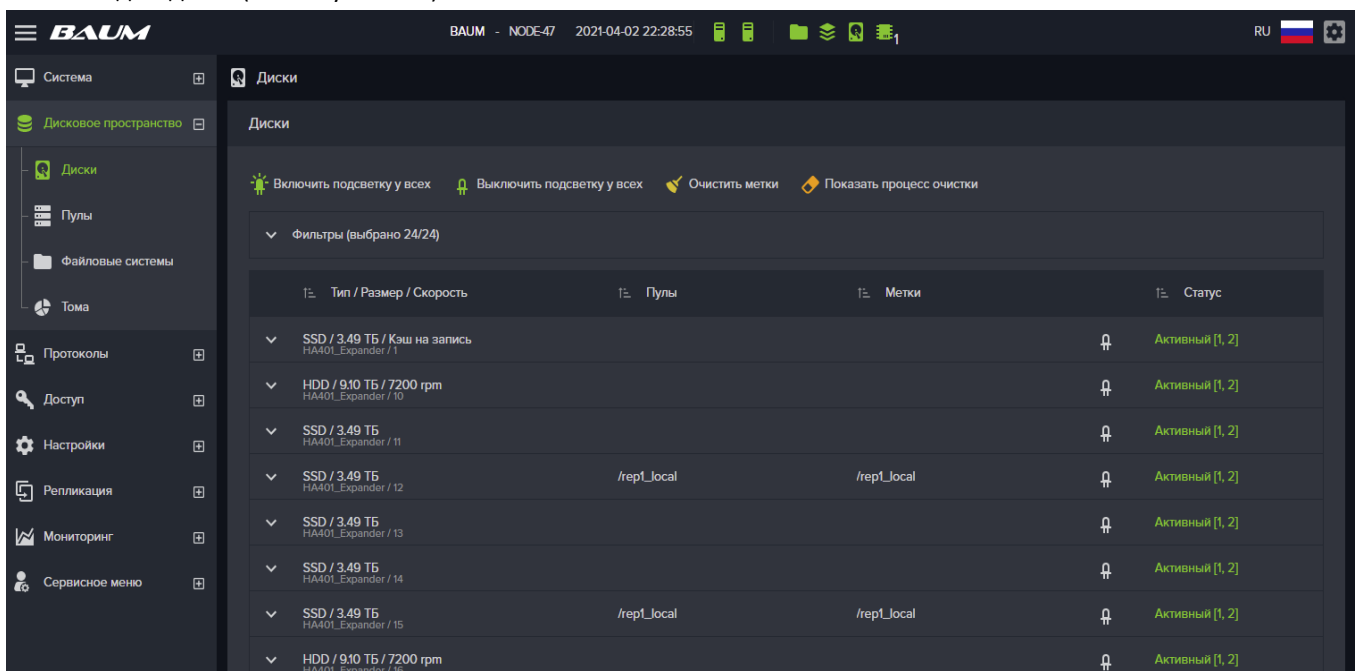 BAUM
BAUM - NODE-47 2021-04-02 22:28:55
1
RU
Система
Дисковое пространство
Диски
Пулы
Файловые системы
Тома
Протоколы
Доступ
Настройки
Репликация
Мониторинг
Сервисное меню
Диски
Диски
Включить подсветку у всех Выключить подсветку у всех Очистить метки Показать процесс очистки
Фильтры (выбрано 24/24)
Тип / Размер / Скорость Пулы Метки Статус
SSD / 3.49 ТБ / Кэш на запись Активный [1, 2]
HA401_Expander / 1
HDD / 9.10 ТБ / 7200 rpm Активный [1, 2]
HA401_Expander / 10
SSD / 3.49 ТБ Активный [1, 2]
HA401_Expander / 11
SSD / 3.49 ТБ /rep1_local /rep1_local Активный [1, 2]
HA401_Expander / 12
SSD / 3.49 ТБ Активный [1, 2]
HA401_Expander / 13
SSD / 3.49 ТБ Активный [1, 2]
HA401_Expander / 14
SSD / 3.49 ТБ /rep1_local /rep1_local Активный [1, 2]
HA401_Expander / 15
HDD / 9.10 ТБ / 7200 rpm Активный [1, 2]
HA401_Expander / 16